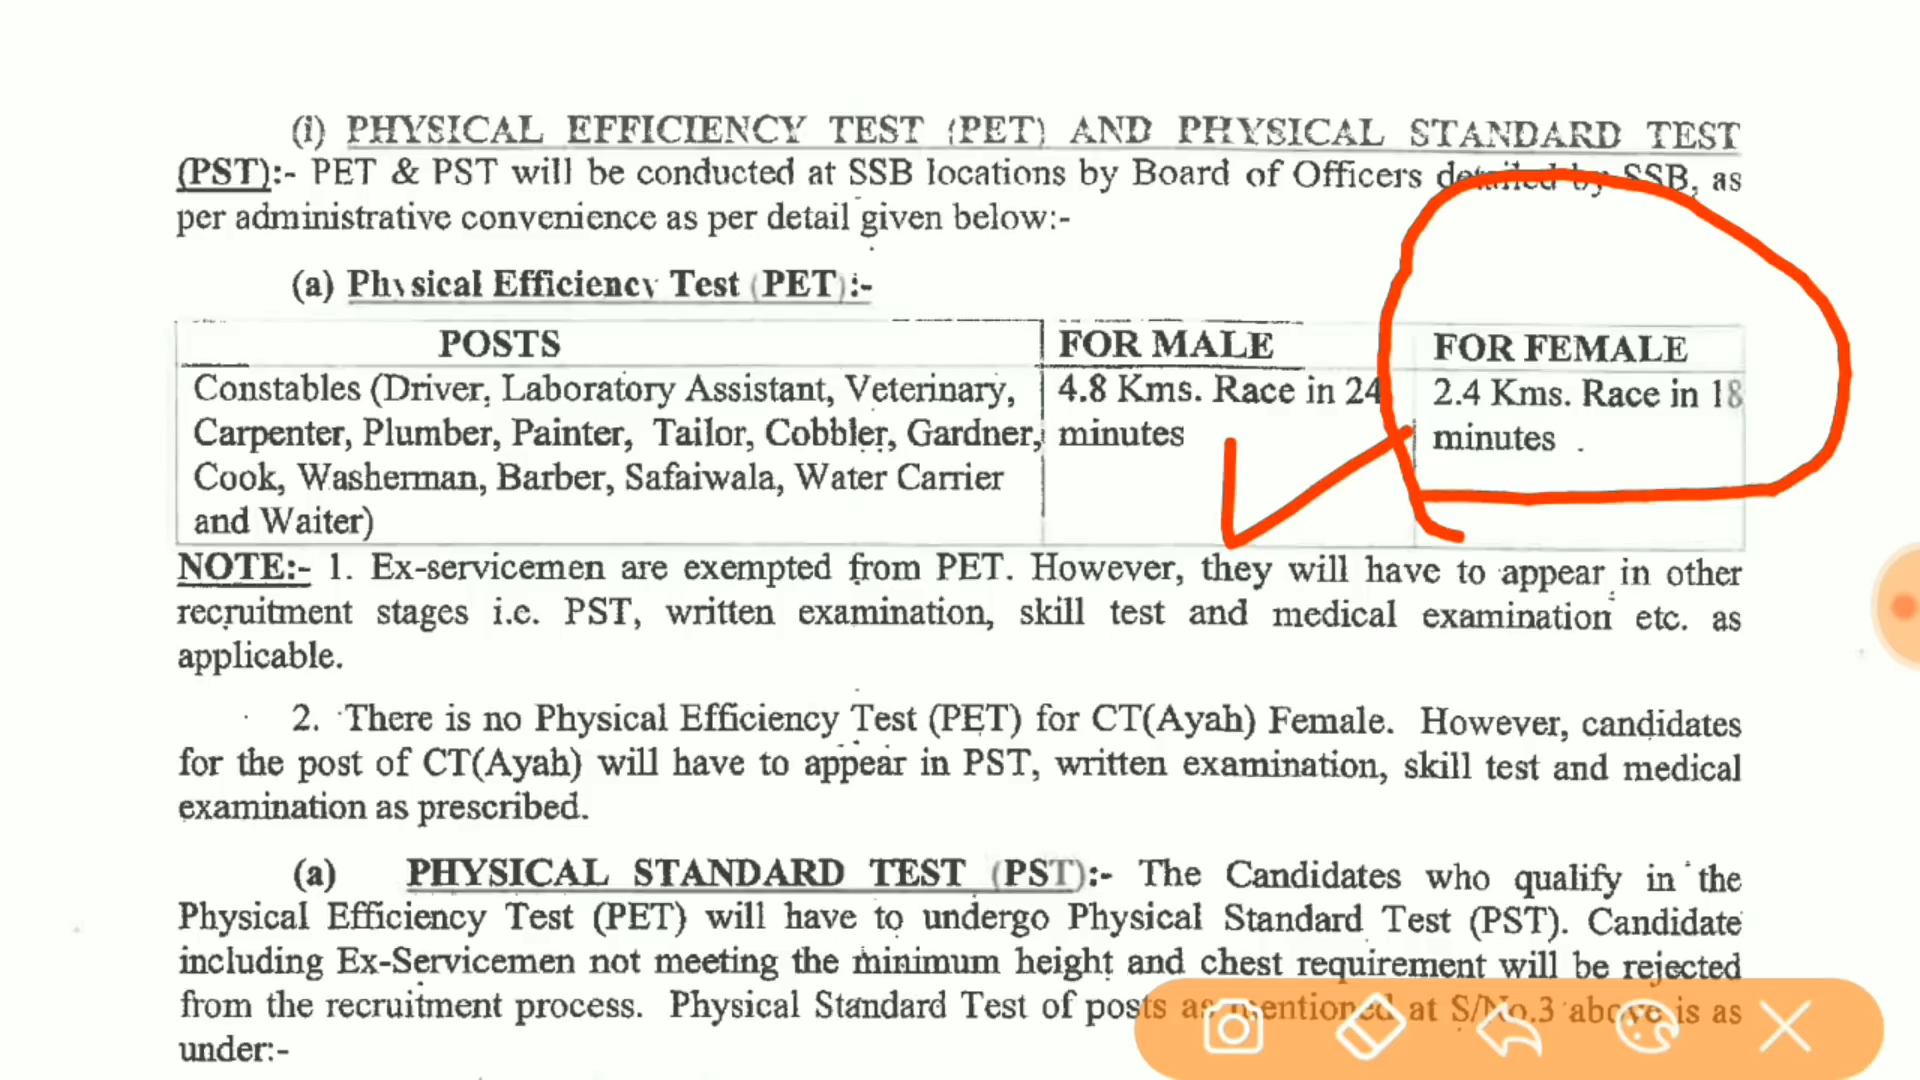 (i) PHYSICAL EFFICIENCY TEST (PET) AND PHYSICAL STANDARD TEST
(PST):- PET & PST will be conducted at SSB locations by Board of Officers detailed by SSB, as
per administrative convenience as per detail given below:-
(a) Physical Efficiency Test (PET):-
POSTS FOR MALE FOR FEMALE
Constables (Driver, Laboratory Assistant, Veterinary, 4.8 Kms. Race in 24 2.4 Kms. Race in 18
Carpenter, Plumber, Painter, Tailor, Cobbler, Gardner, minutes minutes
Cook, Washerman, Barber, Safaiwala, Water Carrier
and Waiter)
NOTE:- 1. Ex-servicemen are exempted from PET. However, they will have to appear in other
recruitment stages i.e. PST, written examination, skill test and medical examination etc. as
applicable.
2. There is no Physical Efficiency Test (PET) for CT(Ayah) Female. However, candidates
for the post of CT(Ayah) will have to appear in PST, written examination, skill test and medical
examination as prescribed.
(a) PHYSICAL STANDARD TEST (PST):- The Candidates who qualify in the
Physical Efficiency Test (PET) will have to undergo Physical Standard Test (PST). Candidate
including Ex-Servicemen not meeting the minimum height and chest requirement will be rejected
from the recruitment process. Physical Standard Test of posts as mentioned at S/No.3 above is as
under:-